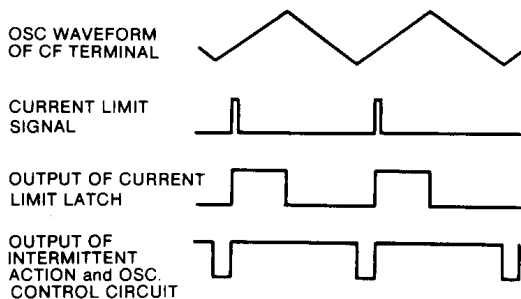 OSC WAVEFORM
OF CF TERMINAL
CURRENT LIMIT
SIGNAL
OUTPUT OF CURRENT
LIMIT LATCH
OUTPUT OF
INTERMITTENT
ACTION and OSC.
CONTROL CIRCUIT